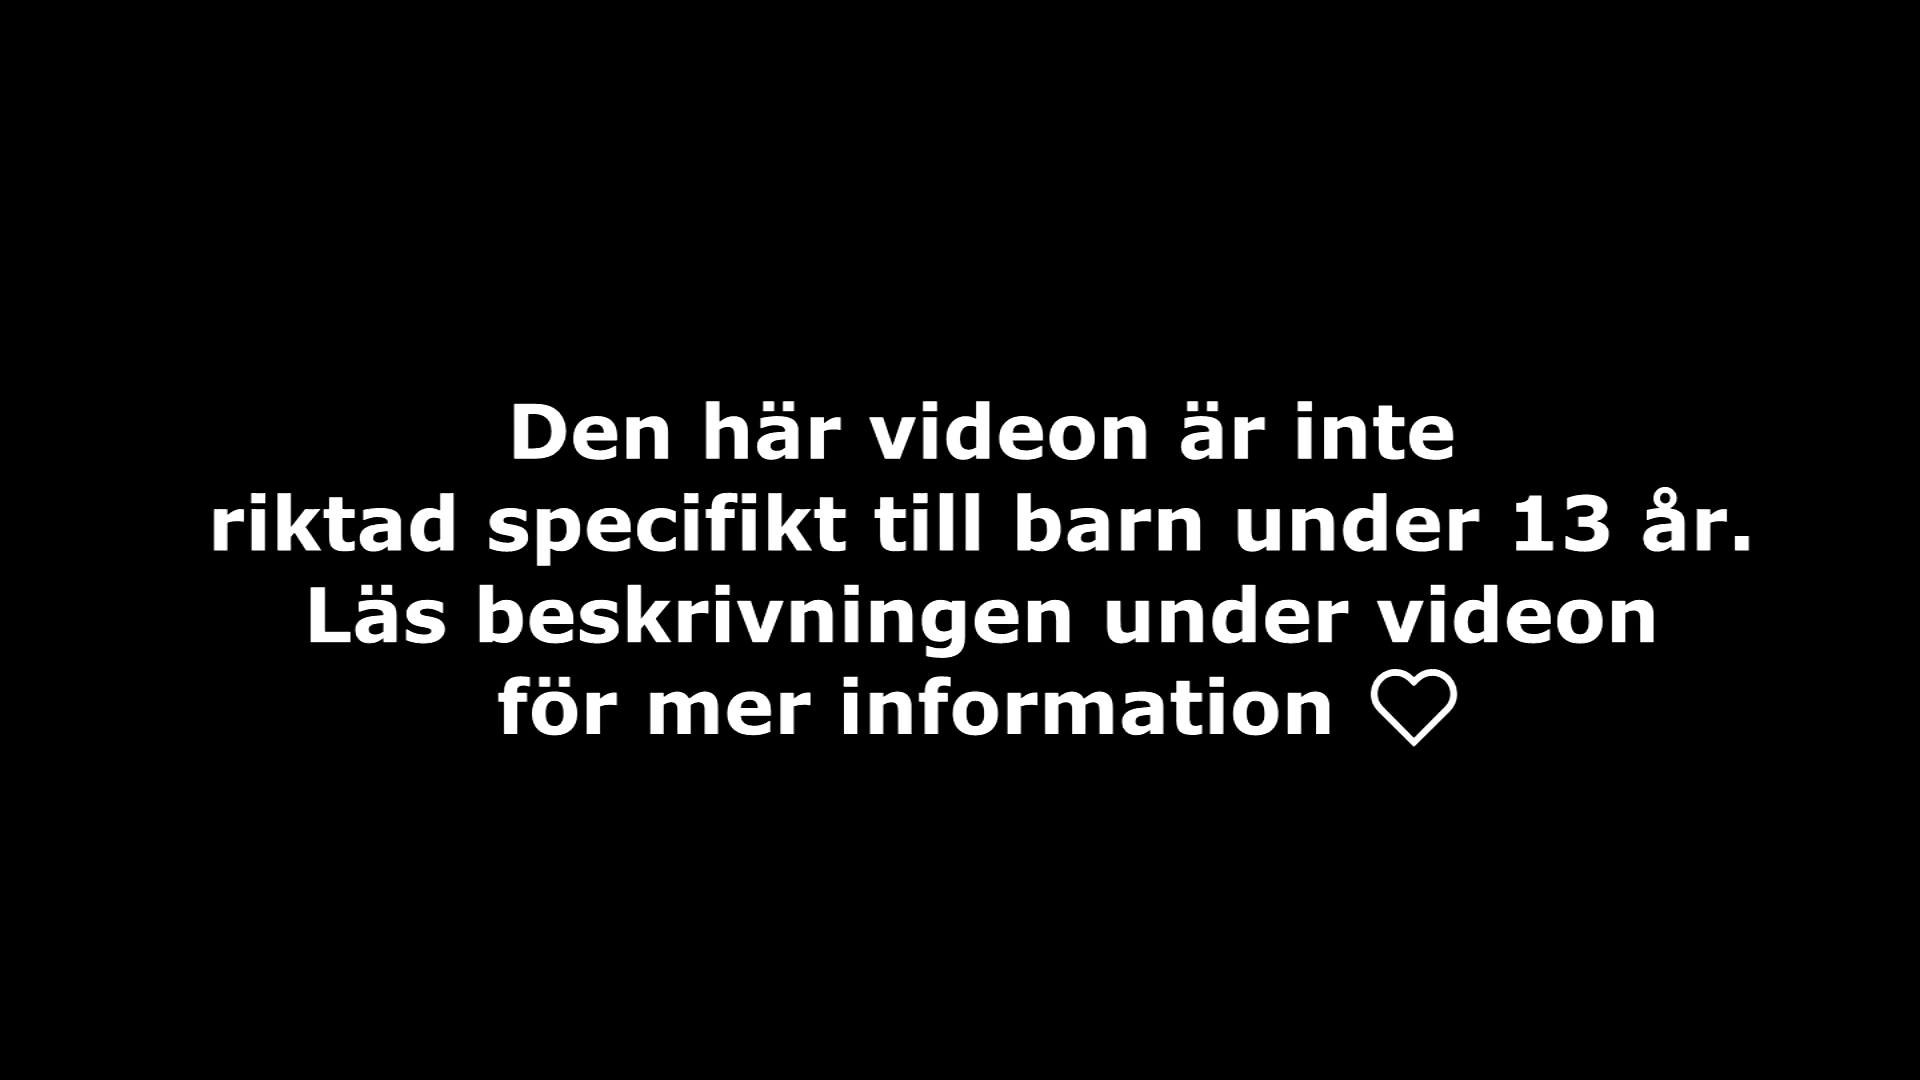 Den här videon är inte
riktad specifikt till barn under 13 år.
Läs beskrivningen under videon
för mer information ♡